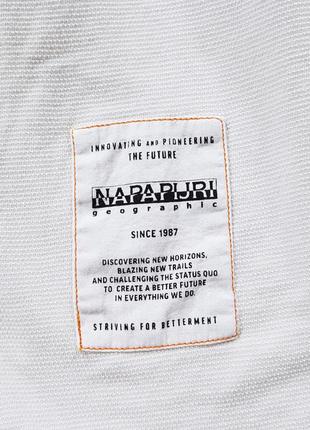 INNOVATING AND PIONEERING
THE FUTURE
NAPAPIJRI
geographic
SINCE 1987
DISCOVERING NEW HORIZONS,
BLAZING NEW TRAILS
AND CHALLENGING THE STATUS QUO
TO CREATE A BETTER FUTURE
IN EVERYTHING WE DO.
STRIVING FOR BETTERMENT